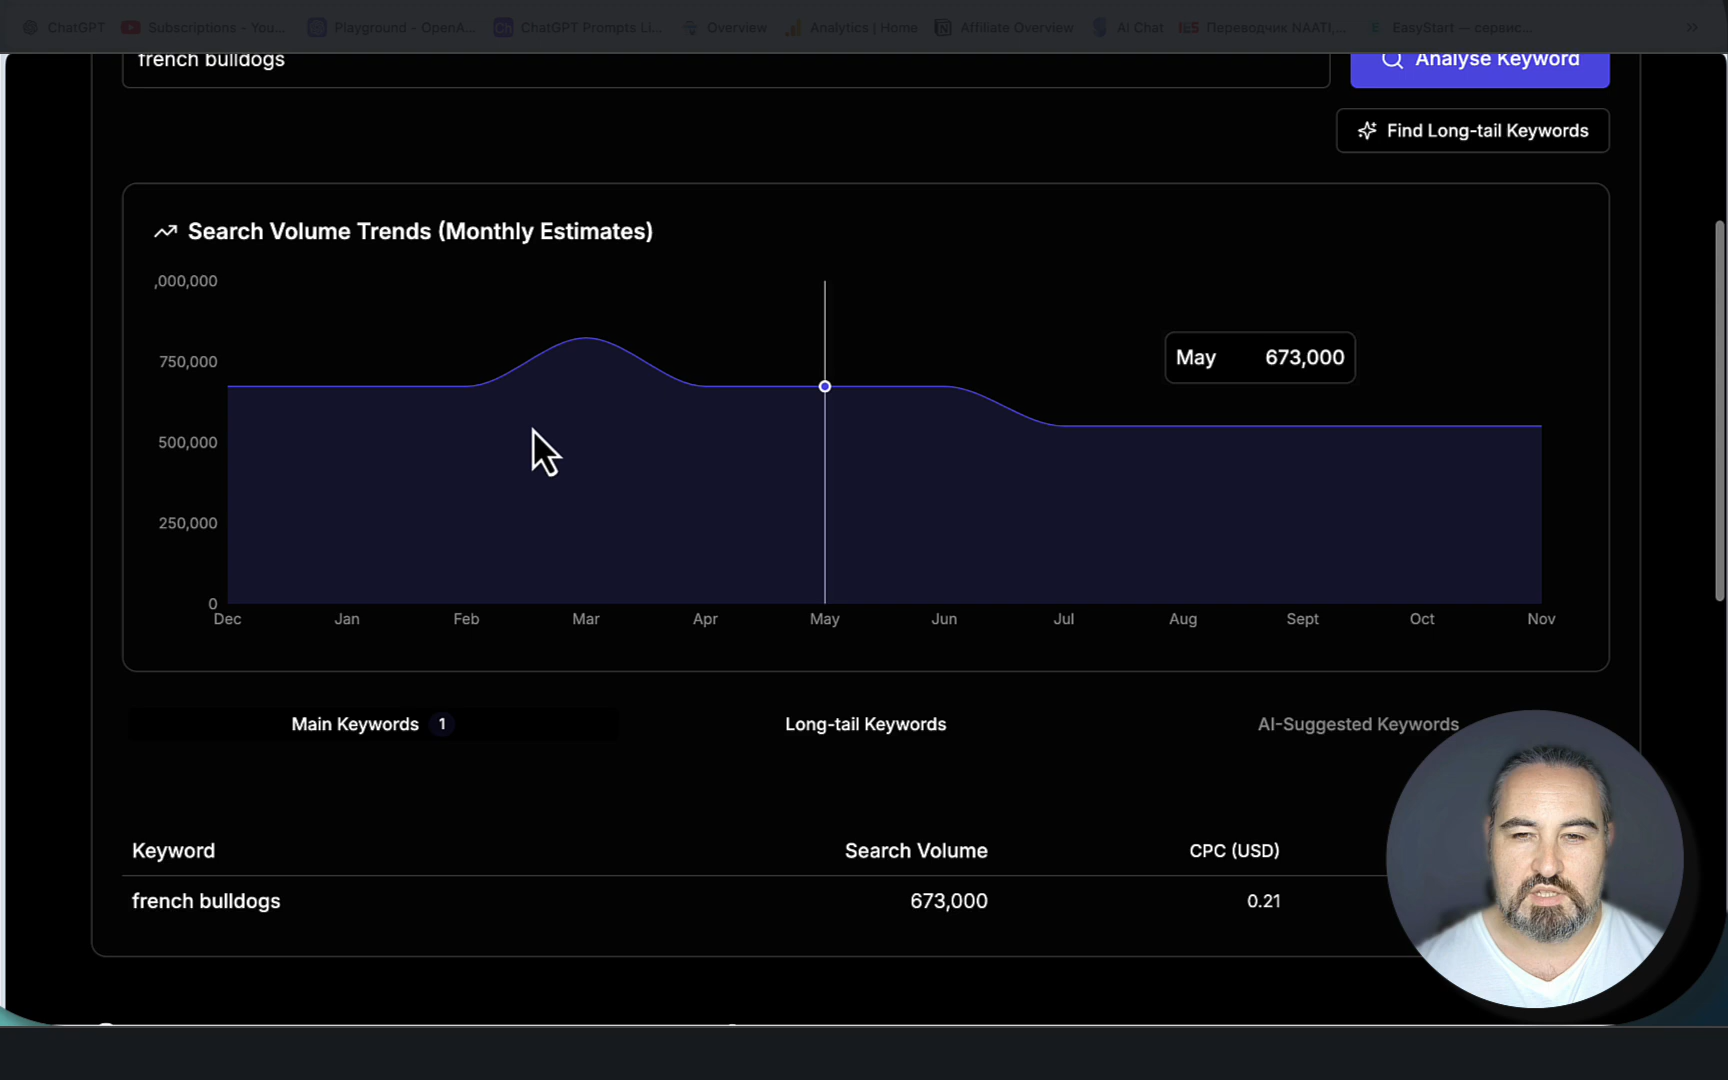 ChatGPT
Subscriptions - You...
Playground - OpenA...
Ch
ChatGPT Prompts Li...
Overview
Analytics | Home
Affiliate Overview
AI Chat
IES
Переводчик NAATI,...
E
EasyStart — сервис...
french bulldogs
Analyse Keyword
Find Long-tail Keywords
Search Volume Trends (Monthly Estimates)
,000,000
750,000
500,000
250,000
0
May 673,000
Dec Jan Feb Mar Apr May Jun Jul Aug Sept Oct Nov
Main Keywords 1
Long-tail Keywords
AI-Suggested Keywords
Keyword Search Volume CPC (USD)
french bulldogs 673,000 0.21